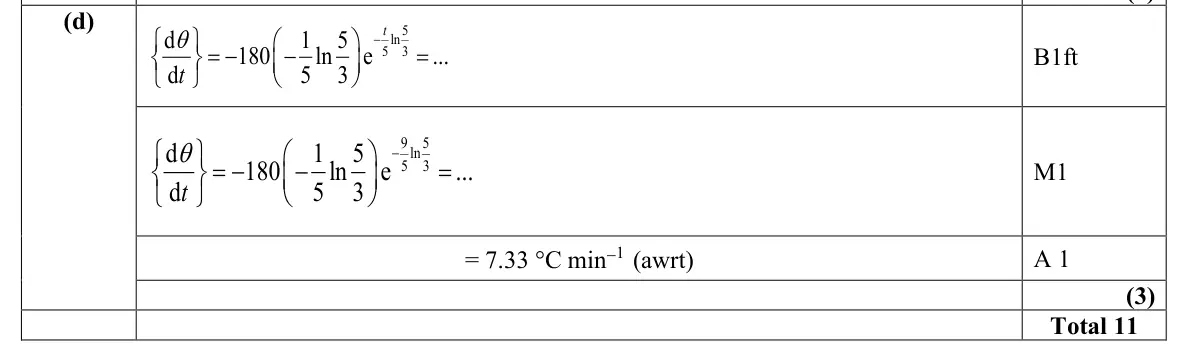 (d)
{dθ/dt} = −180(−1/5 ln 5/3)e^{−t/5 ln 5/3} = ... B1ft
{dθ/dt} = −180(−1/5 ln 5/3)e^{−9/5 ln 5/3} = ... M1
= 7.33 °C min⁻¹ (awrt) A 1
(3)
Total 11